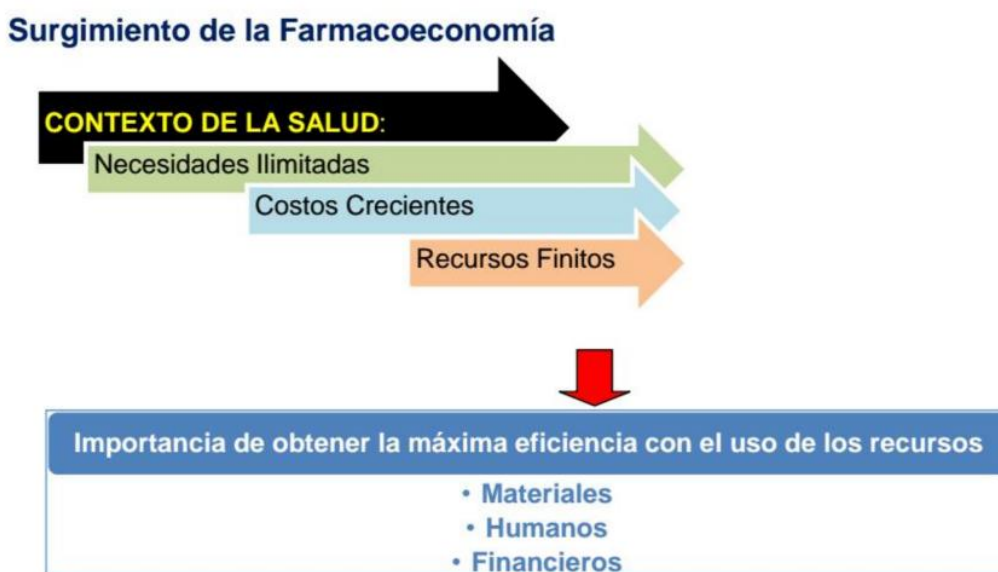 Surgimiento de la Farmacoeconomía
CONTEXTO DE LA SALUD:
Necesidades Ilimitadas
Costos Crecientes
Recursos Finitos
Importancia de obtener la máxima eficiencia con el uso de los recursos
• Materiales
• Humanos
• Financieros